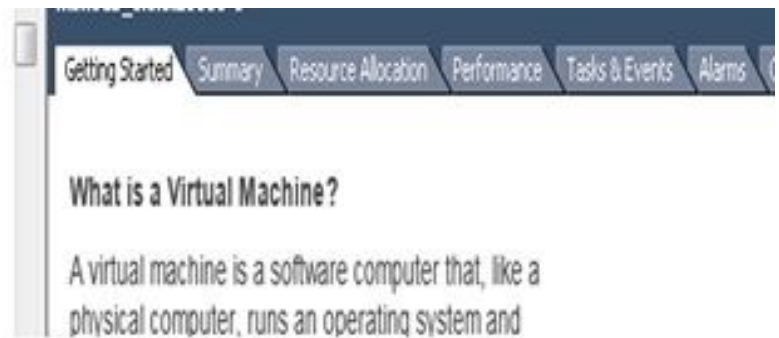 Getting Started Summary Resource Allocation Performance Tasks & Events Alarms
What is a Virtual Machine?
A virtual machine is a software computer that, like a
physical computer, runs an operating system and